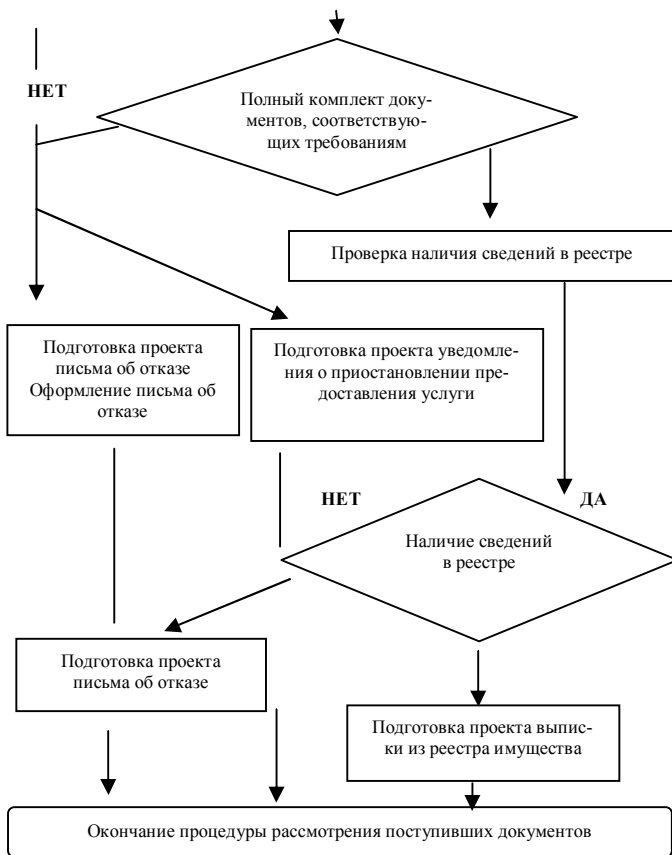 НЕТ
Полный комплект доку-
ментов, соответствую-
щих требованиям
Проверка наличия сведений в реестре
Подготовка проекта
письма об отказе
Оформление письма об
отказе
Подготовка проекта уведомле-
ния о приостановлении пре-
доставления услуги
НЕТ
ДА
Наличие сведений
в реестре
Подготовка проекта
письма об отказе
Подготовка проекта выпис-
ки из реестра имущества
Окончание процедуры рассмотрения поступивших документов